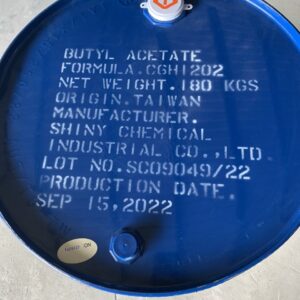 BUTYL ACETATE
FORMULA.CGH1202
NET WEIGHT.180 KGS
ORIGIN.TAIWAN
MANUFACTURER.
SHINY CHEMICAL
INDUSTRIAL CO.,LTD.
LOT NO.SC09049/22
PRODUCTION DATE.
SEP 15,2022